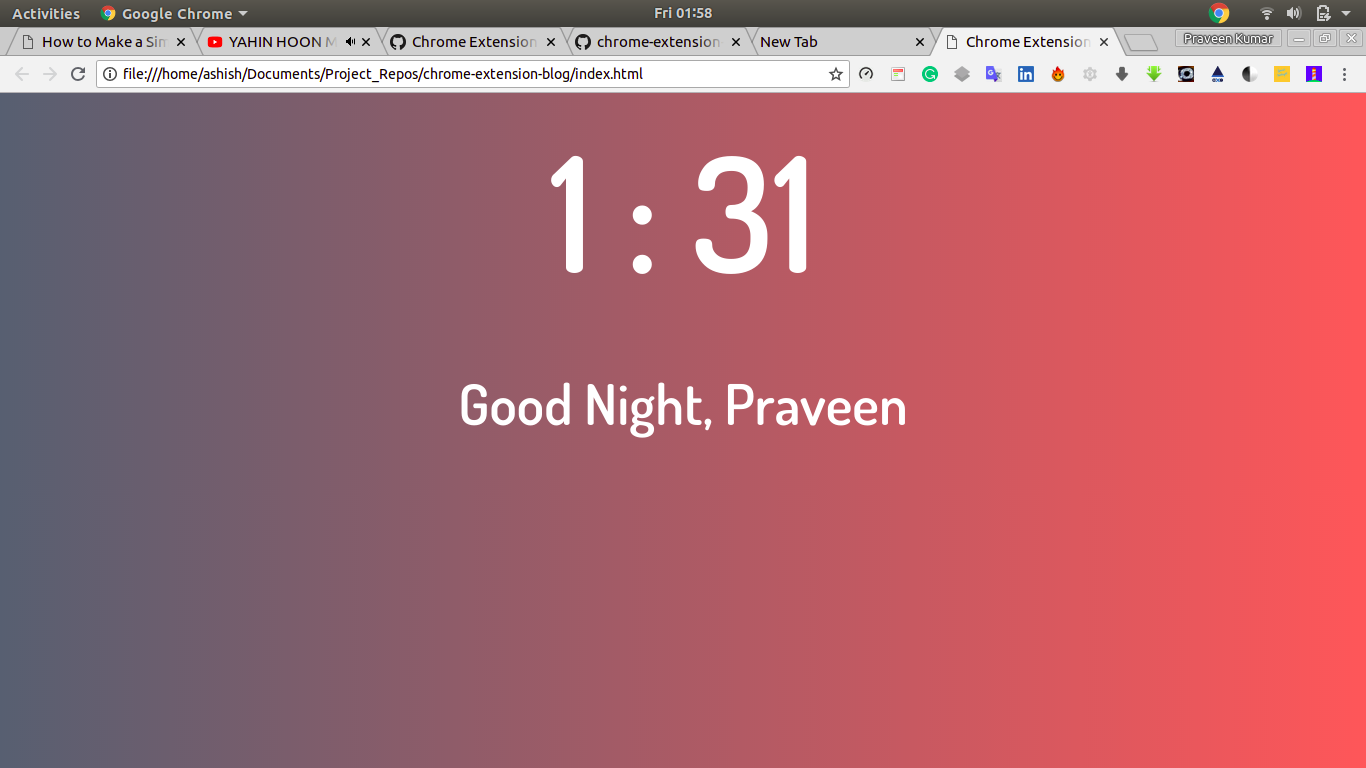 Activities Google Chrome Fri 01:58
How to Make a Sim YAHIN HOON M Chrome Extension chrome-extension New Tab Chrome Extension Praveen Kumar
file:///home/ashish/Documents/Project_Repos/chrome-extension-blog/index.html
1 : 31
Good Night, Praveen